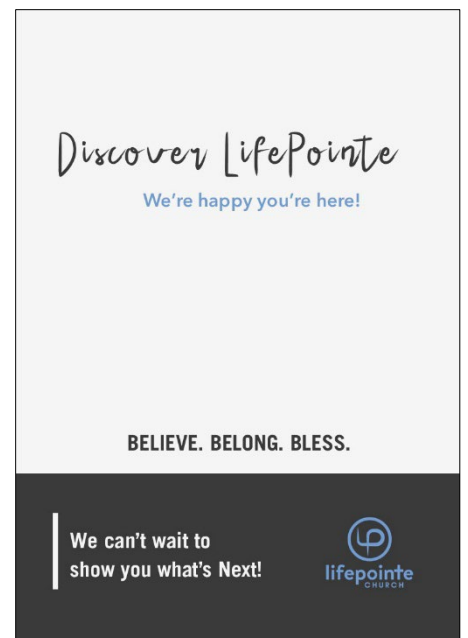 Discover LifePointe
We're happy you're here!
BELIEVE. BELONG. BLESS.
We can't wait to
show you what's Next!
lifepointe
CHURCH